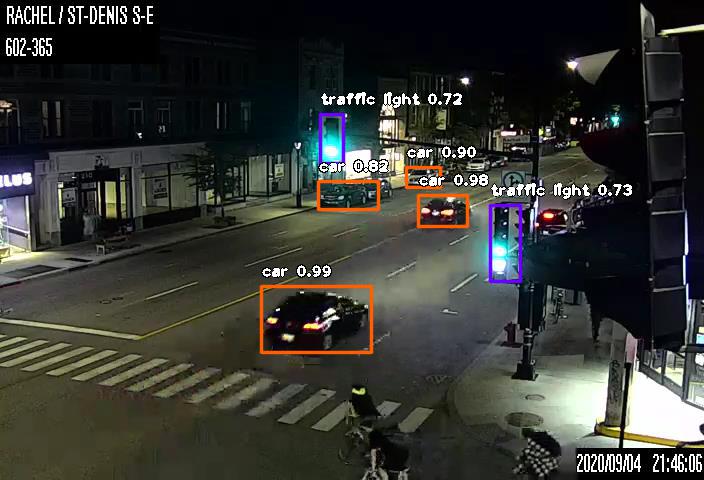 RACHEL / ST-DENIS S-E
602-365
traffic light 0.72
car 0.90
car 0.82
car 0.98
ELUS
traffic light 0.73
car 0.99
2020/09/04 21:46:06